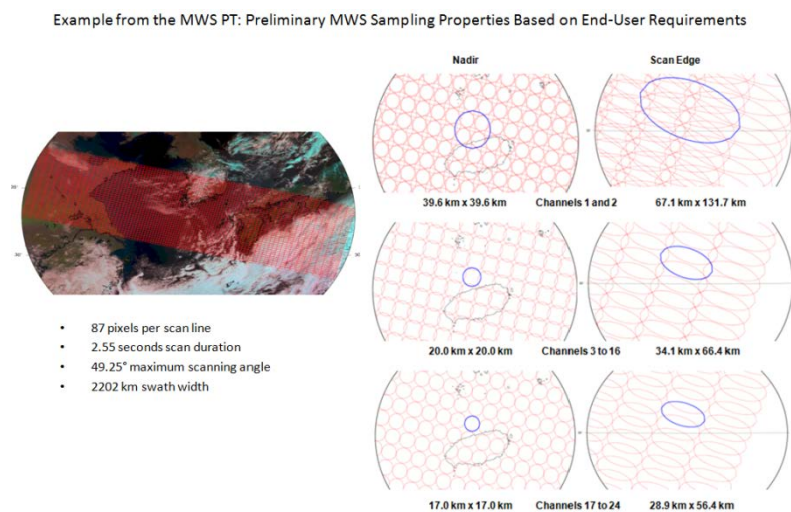 Example from the MWS PT: Preliminary MWS Sampling Properties Based on End-User Requirements
Nadir
Scan Edge
39.6 km x 39.6 km Channels 1 and 2 67.1 km x 131.7 km
20.0 km x 20.0 km Channels 3 to 16 34.1 km x 66.4 km
17.0 km x 17.0 km Channels 17 to 24 28.9 km x 56.4 km
• 87 pixels per scan line
• 2.55 seconds scan duration
• 49.25° maximum scanning angle
• 2202 km swath width